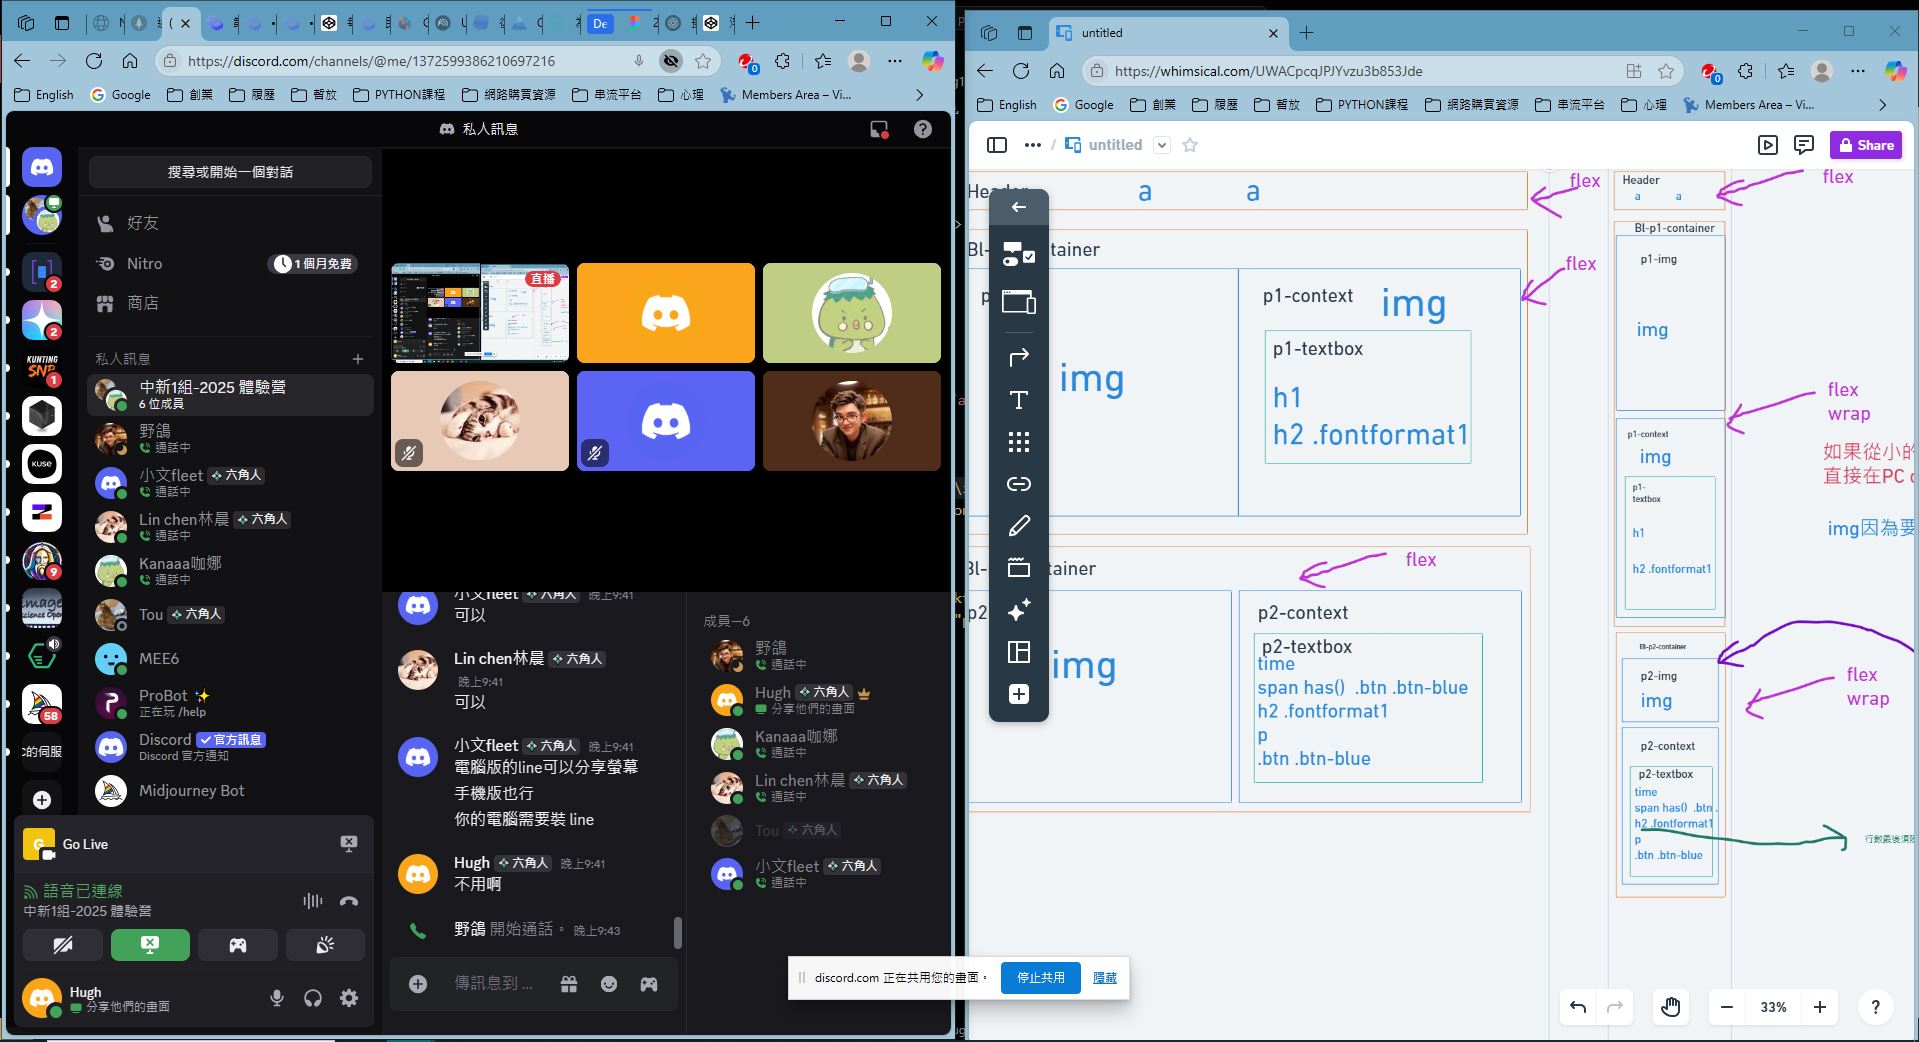 De
https://discord.com/channels/@me/1372599386210697216
English
Google
創業
履歷
暫放
PYTHON課程
網路購買資源
串流平台
心理
Members Area – Vi...
私人訊息
搜尋或開始一個對話
好友
Nitro
1 個月免費
商店
私人訊息
中新1組-2025 體驗營
6 位成員
野鴿
通話中
小文fleet
六角人
通話中
Lin chen林晨
六角人
通話中
Kanaaa咖娜
通話中
Tou
六角人
MEE6
ProBot ✨
正在玩 /help
Discord
官方訊息
Discord 官方通知
Midjourney Bot
2
2
KUNTING
1
KUSE
9
58
C的伺服
Go Live
語音已連線
中新1組-2025 體驗營
Hugh
分享他們的畫面
直播
小文fleet 六角人 晚上9:41
可以
Lin chen林晨 六角人
晚上9:41
可以
小文fleet 六角人 晚上9:41
電腦版的line可以分享螢幕
手機版也行
你的電腦需要裝 line
Hugh 六角人 晚上9:41
不用啊
野鴿 開始通話。 晚上9:43
傳訊息到 ...
成員—6
野鴿
通話中
Hugh 六角人
分享他們的畫面
Kanaaa咖娜
通話中
Lin chen林晨 六角人
通話中
Tou 六角人
小文fleet 六角人
通話中
discord.com 正在共用您的畫面。
停止共用
隱藏
untitled
https://whimsical.com/UWACpcqJPJYvzu3b853Jde
English
Google
創業
履歷
暫放
PYTHON課程
網路購買資源
串流平台
心理
Members Area – Vi...
untitled
Share
a
a
flex
tainer
flex
img
p1-context
img
p1-textbox
h1
h2 .fontformat1
flex
tainer
p2
img
p2-context
p2-textbox
time
span has() .btn .btn-blue
h2 .fontformat1
p
.btn .btn-blue
Header
a
a
flex
Bl-p1-container
p1-img
img
flex
wrap
p1-context
img
p1-
textbox
h1
h2 .fontformat1
如果從小的
直接在PC
img因為要
Bl-p2-container
p2-img
img
flex
wrap
p2-context
p2-textbox
time
span has() .btn .
h2 .fontformat1
p
.btn .btn-blue
33%